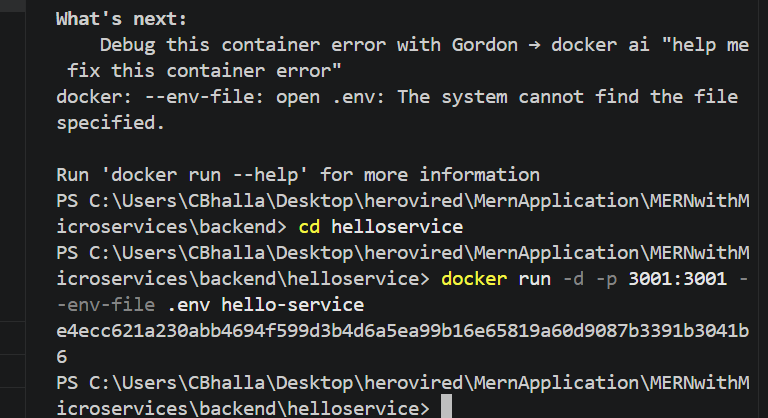 What's next:
    Debug this container error with Gordon → docker ai "help me
 fix this container error"
docker: --env-file: open .env: The system cannot find the file
specified.

Run 'docker run --help' for more information
PS C:\Users\CBhalla\Desktop\herovired\MernApplication\MERNwithM
icroservices\backend> cd helloservice
PS C:\Users\CBhalla\Desktop\herovired\MernApplication\MERNwithM
icroservices\backend\helloservice> docker run -d -p 3001:3001 -
-env-file .env hello-service
e4ecc621a230abb4694f599d3b4d6a5ea99b16e65819a60d9087b3391b3041b
6
PS C:\Users\CBhalla\Desktop\herovired\MernApplication\MERNwithM
icroservices\backend\helloservice>